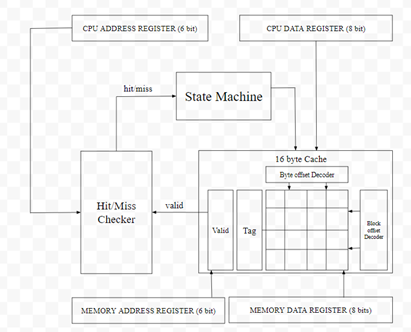 CPU ADDRESS REGISTER (6 bit)
CPU DATA REGISTER (8 bit)
hit/miss
State Machine
16 byte Cache
Byte offset Decoder
Hit/Miss
Checker
valid
Valid
Tag
Block
offset
Decoder
MEMORY ADDRESS REGISTER (6 bit)
MEMORY DATA REGISTER (8 bits)